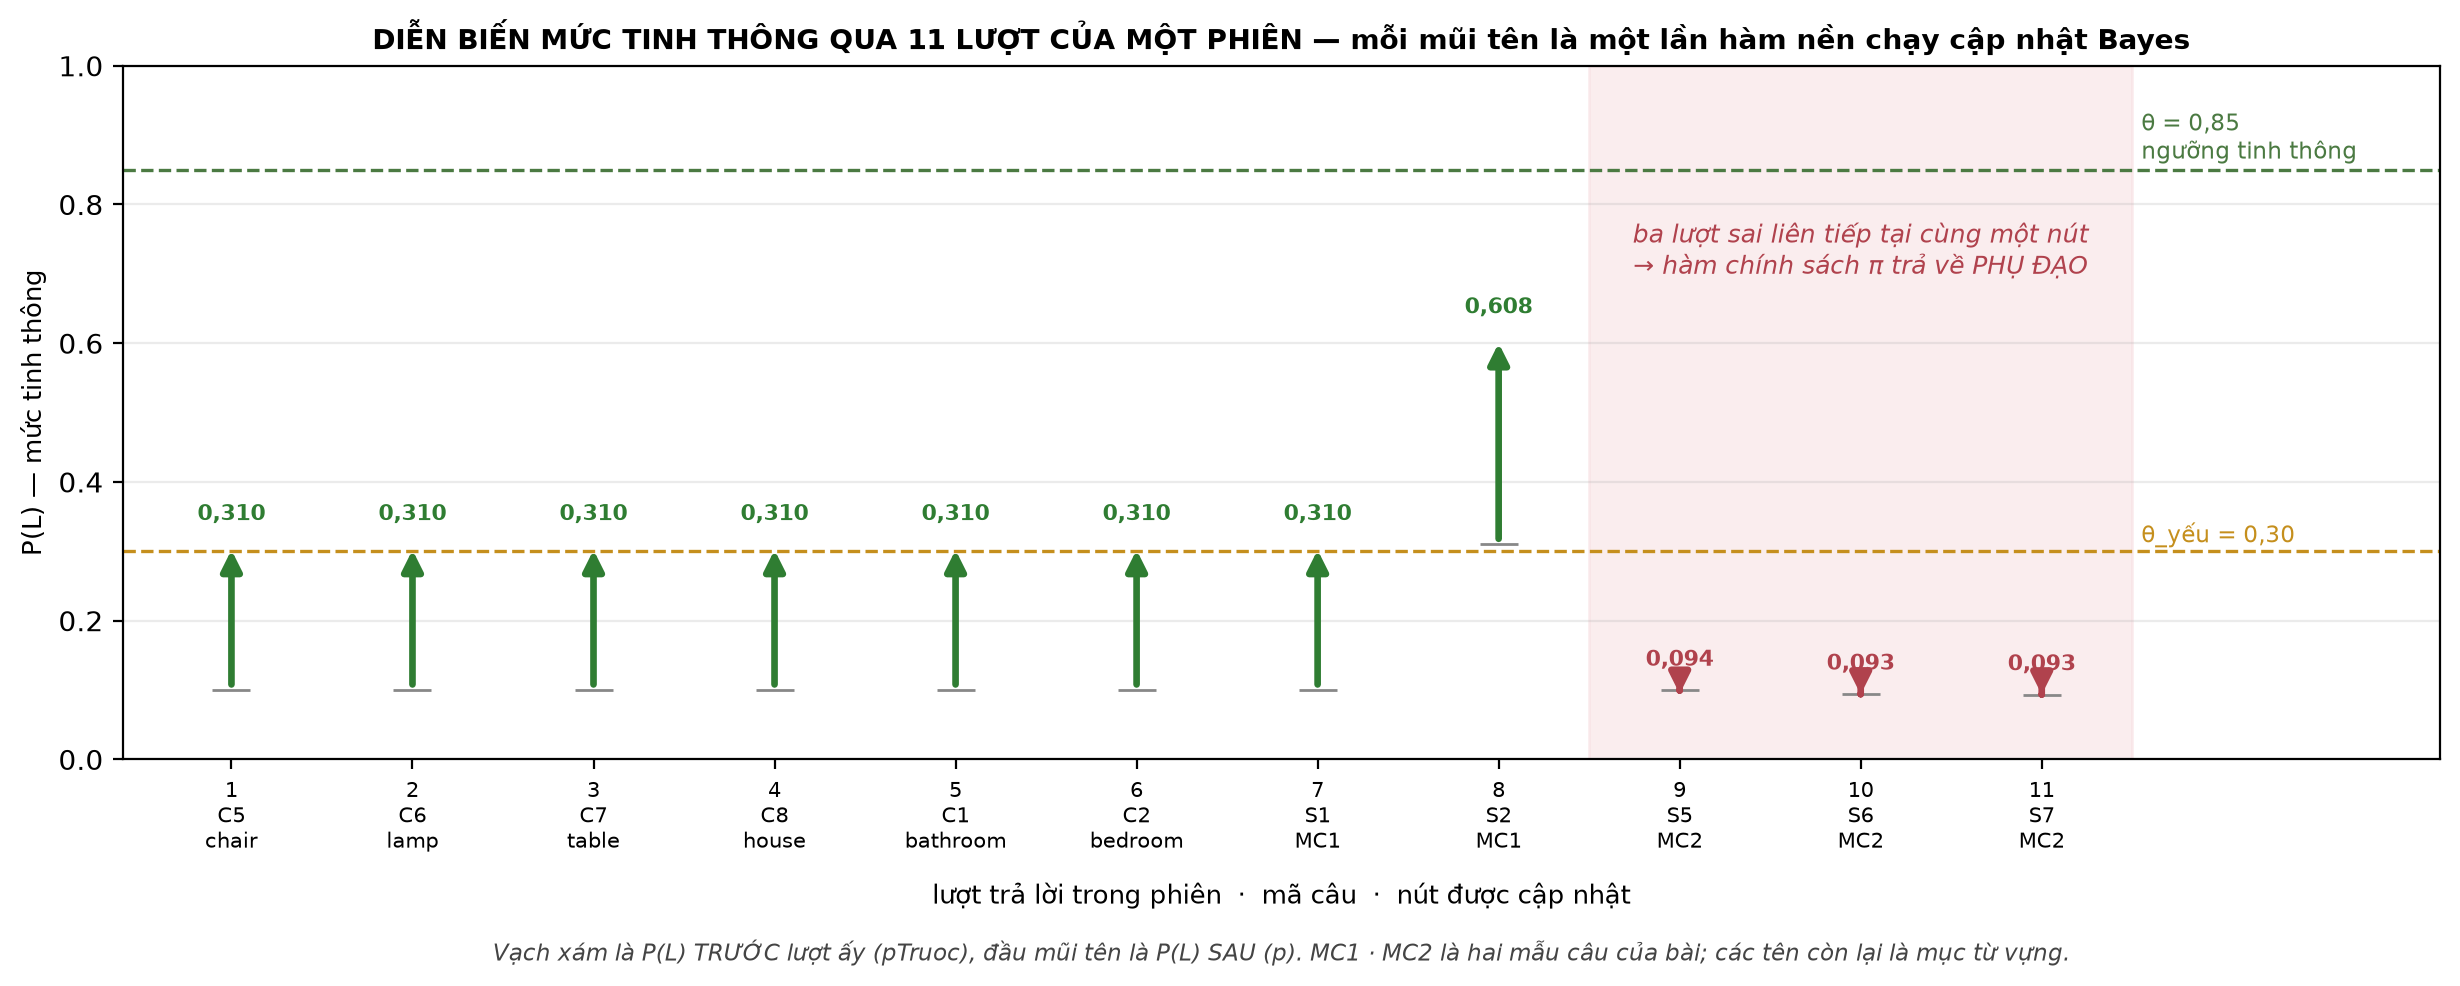 DIỄN BIẾN MỨC TINH THÔNG QUA 11 LƯỢT CỦA MỘT PHIÊN — mỗi mũi tên là một lần hàm nền chạy cập nhật Bayes
P(L) — mức tinh thông
1.0
0.8
0.6
0.4
0.2
0.0
θ = 0,85
ngưỡng tinh thông
ba lượt sai liên tiếp tại cùng một nút
→ hàm chính sách π trả về PHỤ ĐẠO
0,608
0,310
0,310
0,310
0,310
0,310
0,310
0,310
θ_yếu = 0,30
0,094
0,093
0,093
1
C5
chair
2
C6
lamp
3
C7
table
4
C8
house
5
C1
bathroom
6
C2
bedroom
7
S1
MC1
8
S2
MC1
9
S5
MC2
10
S6
MC2
11
S7
MC2
lượt trả lời trong phiên · mã câu · nút được cập nhật
Vạch xám là P(L) TRƯỚC lượt ấy (pTruoc), đầu mũi tên là P(L) SAU (p). MC1 · MC2 là hai mẫu câu của bài; các tên còn lại là mục từ vựng.